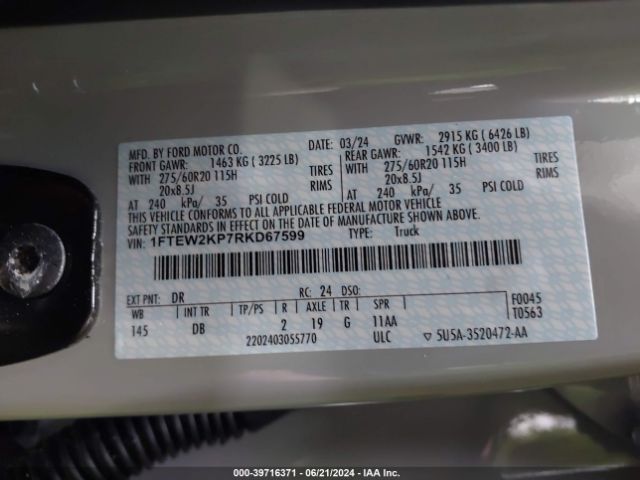 MFD. BY FORD MOTOR CO. DATE: 03/24 GVWR: 2915 KG ( 6426 LB)
FRONT GAWR: 1463 KG ( 3225 LB) REAR GAWR: 1542 KG ( 3400 LB)
WITH 275/60R20 115H TIRES WITH 275/60R20 115H TIRES
20x8.5J RIMS 20x8.5J RIMS
AT 240 kPa/ 35 PSI COLD AT 240 kPa/ 35 PSI COLD
THIS VEHICLE CONFORMS TO ALL APPLICABLE FEDERAL MOTOR VEHICLE
SAFETY STANDARDS IN EFFECT ON THE DATE OF MANUFACTURE SHOWN ABOVE.
VIN: 1FTEW2KP7RKD67599 TYPE: Truck
EXT PNT: DR RC: 24 DSO: F0045
WB INT TR TP/PS R AXLE TR SPR T0563
145 DB 2 19 G 11AA
2202403055770 ULC ▽ 5U5A-3520472-AA
000-39716371 | 06/21/2024 | IAA Inc.